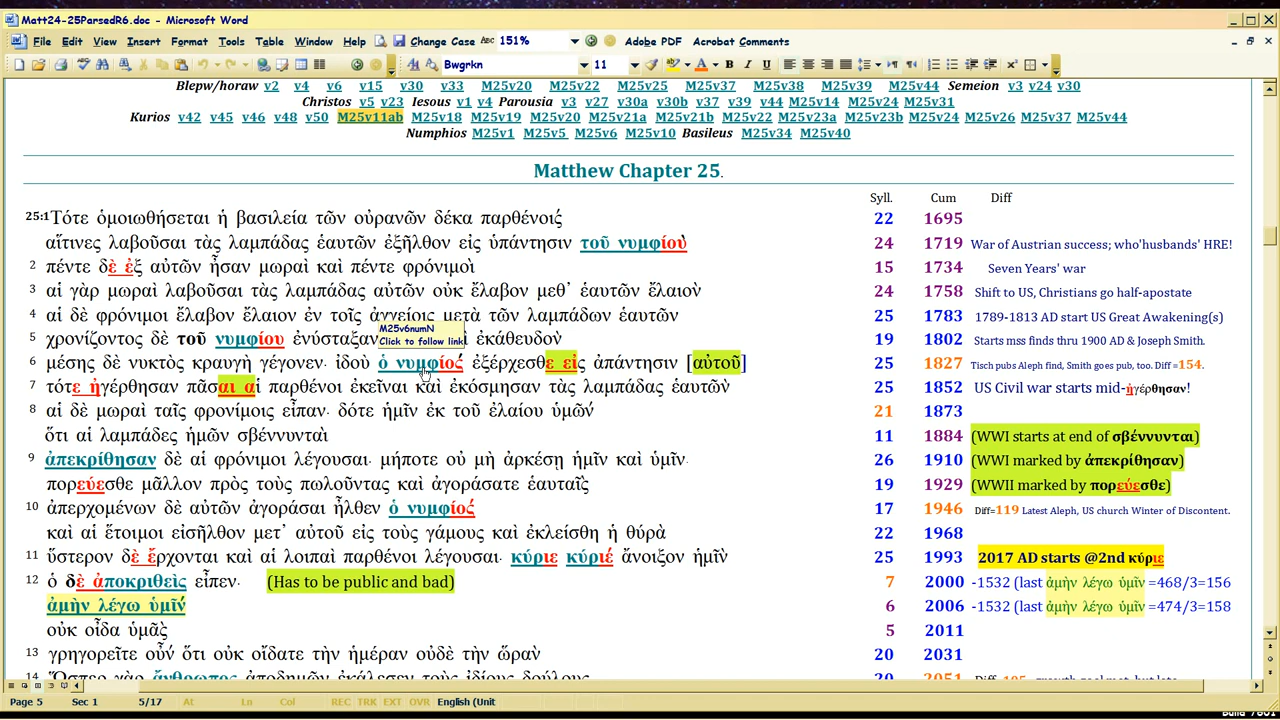 Matt24-25ParsedR6.doc - Microsoft Word
File Edit View Insert Format Tools Table Window Help Change Case 151% Adobe PDF Acrobat Comments
Bwgrkn 11
Blepw/horaw v2 v4 v6 v15 v30 v33 M25v20 M25v22 M25v25 M25v37 M25v38 M25v39 M25v44 Semeion v3 v24 v30
Christos v5 v23 Iesous v1 v4 Parousia v3 v27 v30a v30b v37 v39 v44 M25v14 M25v24 M25v31
Kurios v42 v45 v46 v48 v50 M25v11ab M25v18 M25v19 M25v20 M25v21a M25v21b M25v22 M25v23a M25v23b M25v24 M25v26 M25v37 M25v44
Numphios M25v1 M25v5 M25v6 M25v10 Basileus M25v34 M25v40
Matthew Chapter 25.
Syll. Cum Diff
25:1 Τότε ὁμοιωθήσεται ἡ βασιλεία τῶν οὐρανῶν δέκα παρθένοις 22 1695
αἵτινες λαβοῦσαι τὰς λαμπάδας ἑαυτῶν ἐξῆλθον εἰς ὑπάντησιν τοῦ νυμφίου 24 1719 War of Austrian success; who'husbands' HRE!
2 πέντε δὲ ἐξ αὐτῶν ἦσαν μωραὶ καὶ πέντε φρόνιμοι 15 1734 Seven Years' war
3 αἱ γὰρ μωραὶ λαβοῦσαι τὰς λαμπάδας αὐτῶν οὐκ ἔλαβον μεθ᾽ ἑαυτῶν ἔλαιον 24 1758 Shift to US, Christians go half-apostate
4 αἱ δὲ φρόνιμοι ἔλαβον ἔλαιον ἐν τοῖς ἀγγείοις μετὰ τῶν λαμπάδων ἑαυτῶν 25 1783 1789-1813 AD start US Great Awakening(s)
M25v6numN
Click to follow link
5 χρονίζοντος δὲ τοῦ νυμφίου ἐνύσταξαν ἐκάθευδον 19 1802 Starts mss finds thru 1900 AD & Joseph Smith.
6 μέσης δὲ νυκτὸς κραυγὴ γέγονεν· ἰδοὺ ὁ νυμφίος ἐξέρχεσθε εἰς ἀπάντησιν [αὐτοῦ] 25 1827 Tisch pubs Aleph find, Smith goes pub, too. Diff =154.
7 τότε ἠγέρθησαν πᾶσαι αἱ παρθένοι ἐκεῖναι καὶ ἐκόσμησαν τὰς λαμπάδας ἑαυτῶν 25 1852 US Civil war starts mid-ἠγέρθησαν!
8 αἱ δὲ μωραὶ ταῖς φρονίμοις εἶπαν· δότε ἡμῖν ἐκ τοῦ ἐλαίου ὑμῶν 21 1873
ὅτι αἱ λαμπάδες ἡμῶν σβέννυνται 11 1884 (WWI starts at end of σβέννυνται)
9 ἀπεκρίθησαν δὲ αἱ φρόνιμοι λέγουσαι· μήποτε οὐ μὴ ἀρκέσῃ ἡμῖν καὶ ὑμῖν· 26 1910 (WWI marked by ἀπεκρίθησαν)
πορεύεσθε μᾶλλον πρὸς τοὺς πωλοῦντας καὶ ἀγοράσατε ἑαυταῖς 19 1929 (WWII marked by πορεύεσθε)
10 ἀπερχομένων δὲ αὐτῶν ἀγοράσαι ἦλθεν ὁ νυμφίος 17 1946 Diff=119 Latest Aleph, US church Winter of Discontent.
καὶ αἱ ἕτοιμοι εἰσῆλθον μετ᾽ αὐτοῦ εἰς τοὺς γάμους καὶ ἐκλείσθη ἡ θύρα 22 1968
11 ὕστερον δὲ ἔρχονται καὶ αἱ λοιπαὶ παρθένοι λέγουσαι· κύριε κύριέ ἄνοιξον ἡμῖν 25 1993 2017 AD starts @2nd κύριε
12 ὁ δὲ ἀποκριθεὶς εἶπεν· (Has to be public and bad) 7 2000 -1532 (last ἀμὴν λέγω ὑμῖν =468/3=156
ἀμὴν λέγω ὑμῖν 6 2006 -1532 (last ἀμὴν λέγω ὑμῖν =474/3=158
οὐκ οἶδα ὑμᾶς 5 2011
13 γρηγορεῖτε οὖν ὅτι οὐκ οἴδατε τὴν ἡμέραν οὐδὲ τὴν ὥραν 20 2031
14 Ὥσπερ γὰρ ἄνθρωπος ἀποδημῶν ἐκάλεσεν τοὺς ἰδίους δούλους 20 2051
Page 5 Sec 1 5/17 At Ln Col REC TRK EXT OVR English (Unit
Build 7601